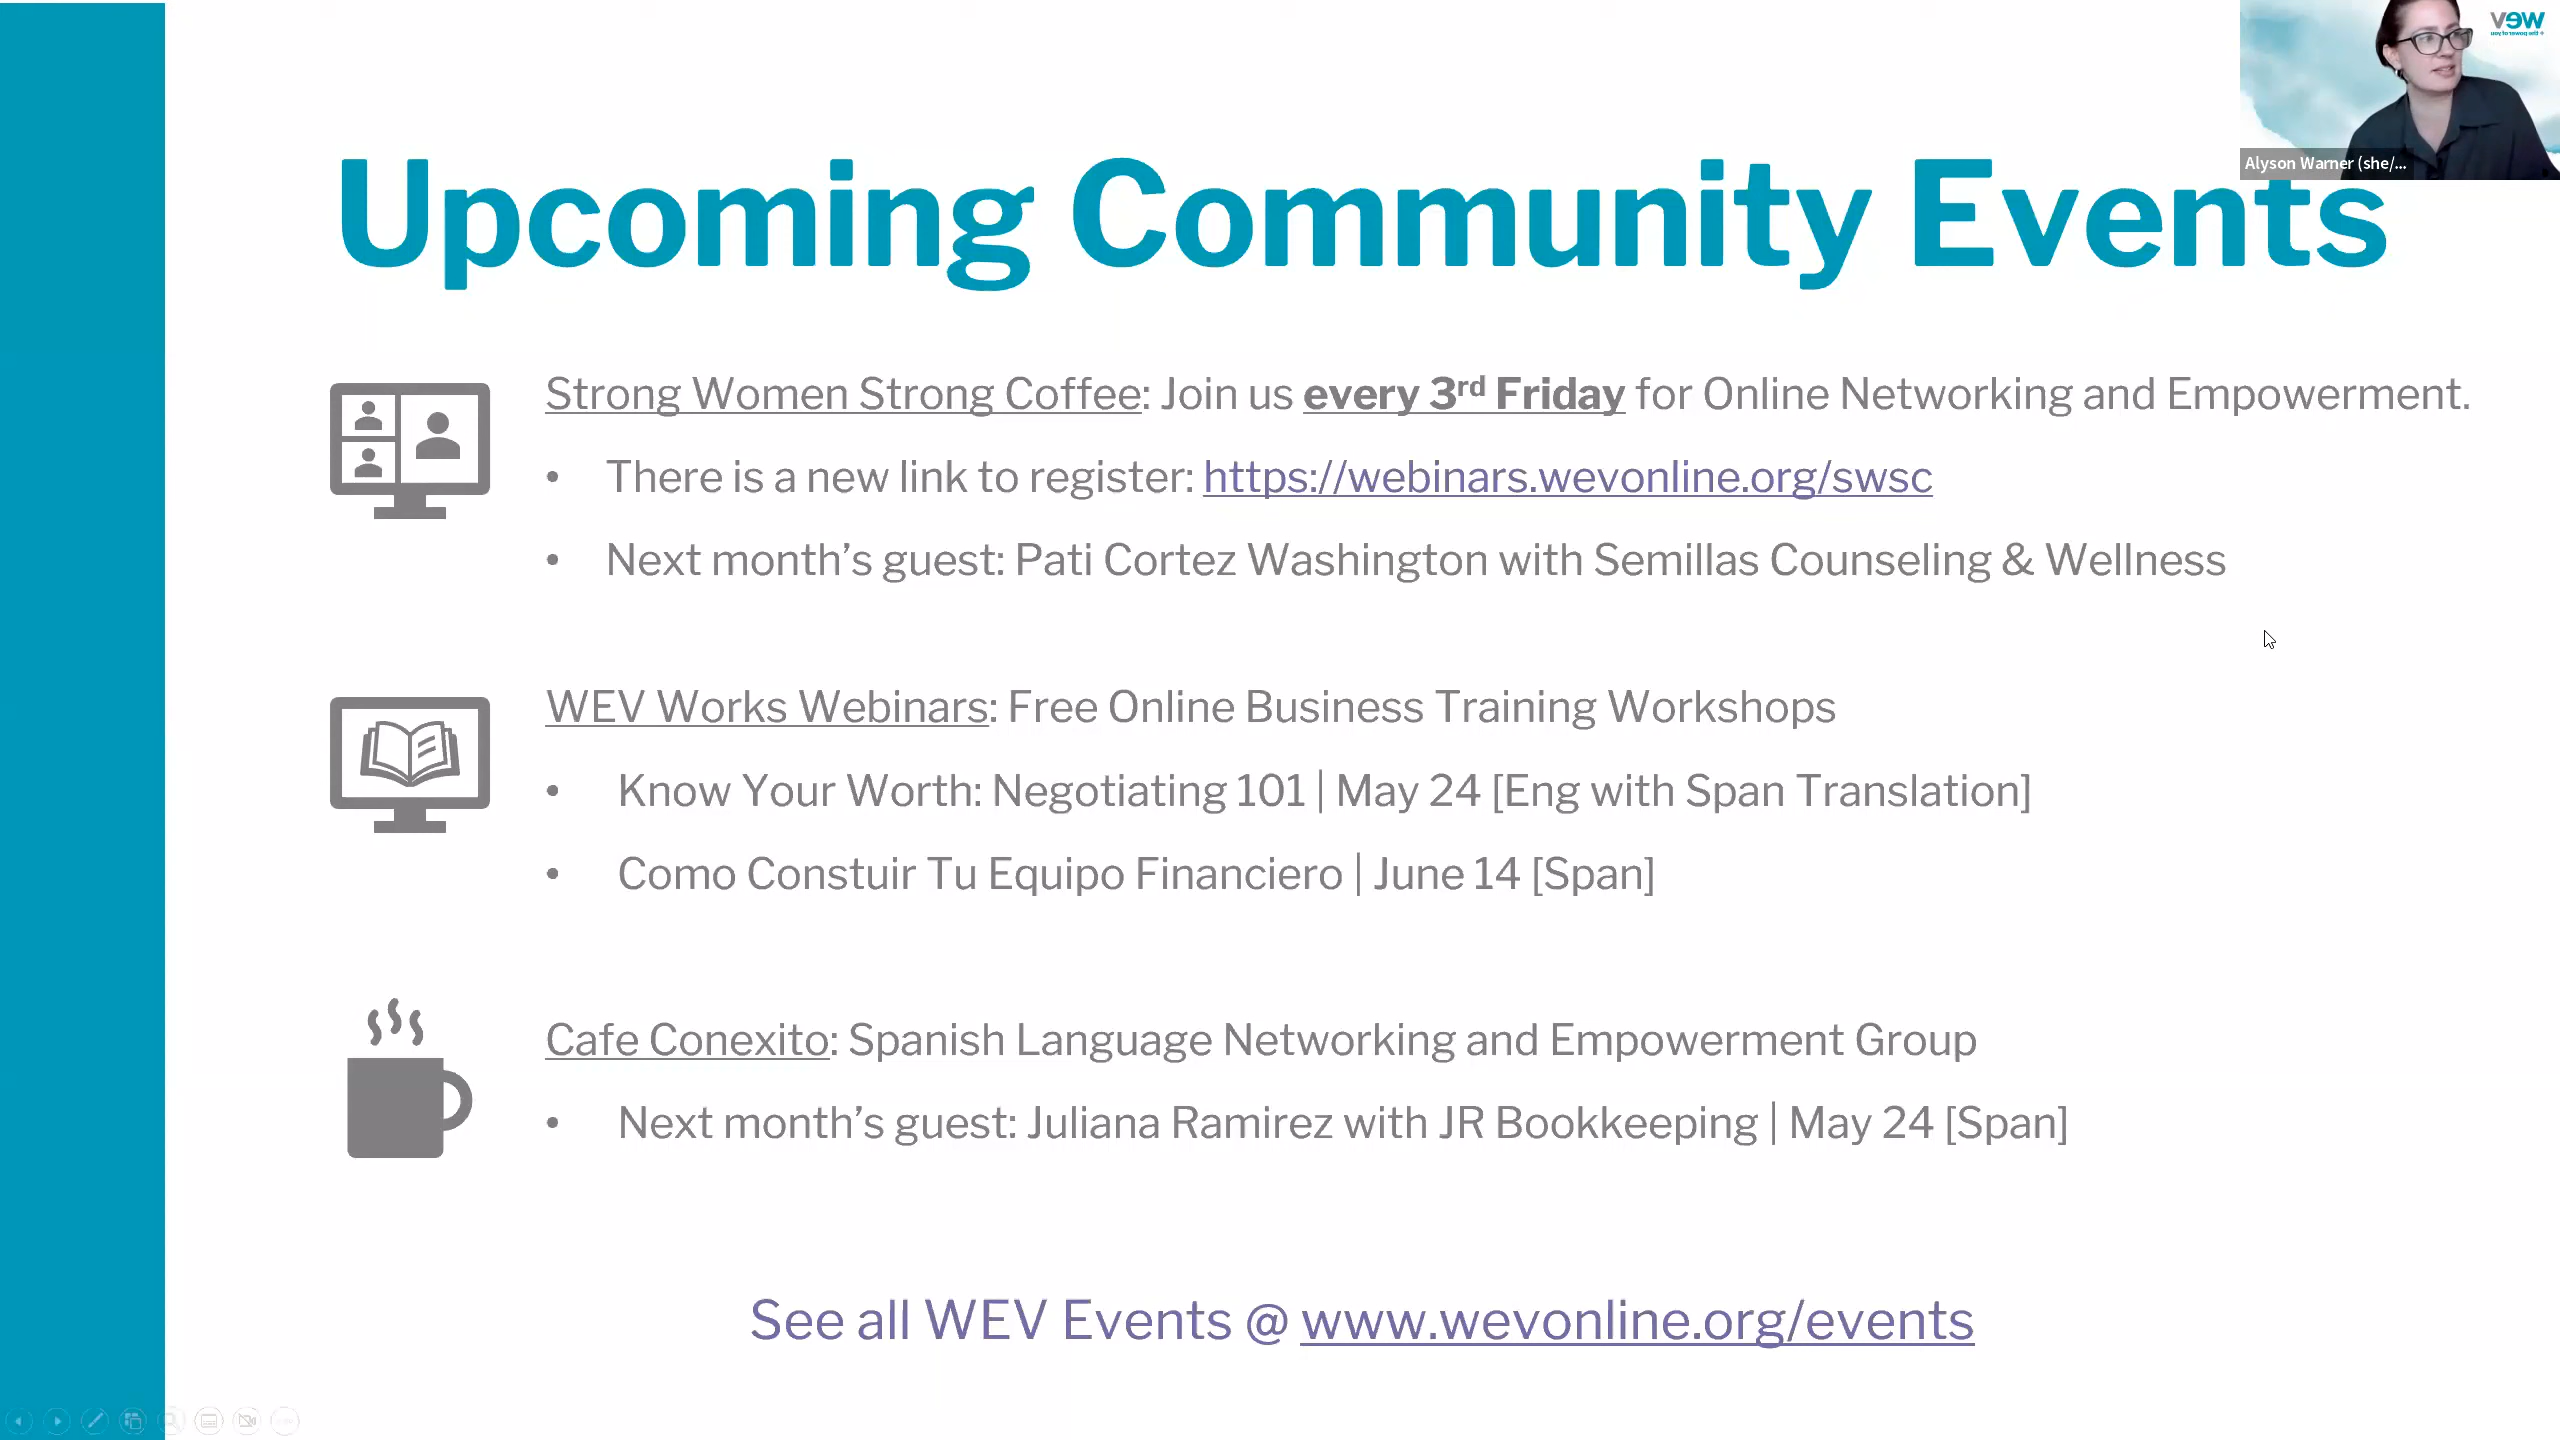 wev
+ the power of you
Alyson Warner (she/...
Upcoming Community Events
Strong Women Strong Coffee: Join us every 3rd Friday for Online Networking and Empowerment.
• There is a new link to register: https://webinars.wevonline.org/swsc
• Next month’s guest: Pati Cortez Washington with Semillas Counseling & Wellness
WEV Works Webinars: Free Online Business Training Workshops
• Know Your Worth: Negotiating 101 | May 24 [Eng with Span Translation]
• Como Constuir Tu Equipo Financiero | June 14 [Span]
Cafe Conexito: Spanish Language Networking and Empowerment Group
• Next month’s guest: Juliana Ramirez with JR Bookkeeping | May 24 [Span]
See all WEV Events @ www.wevonline.org/events